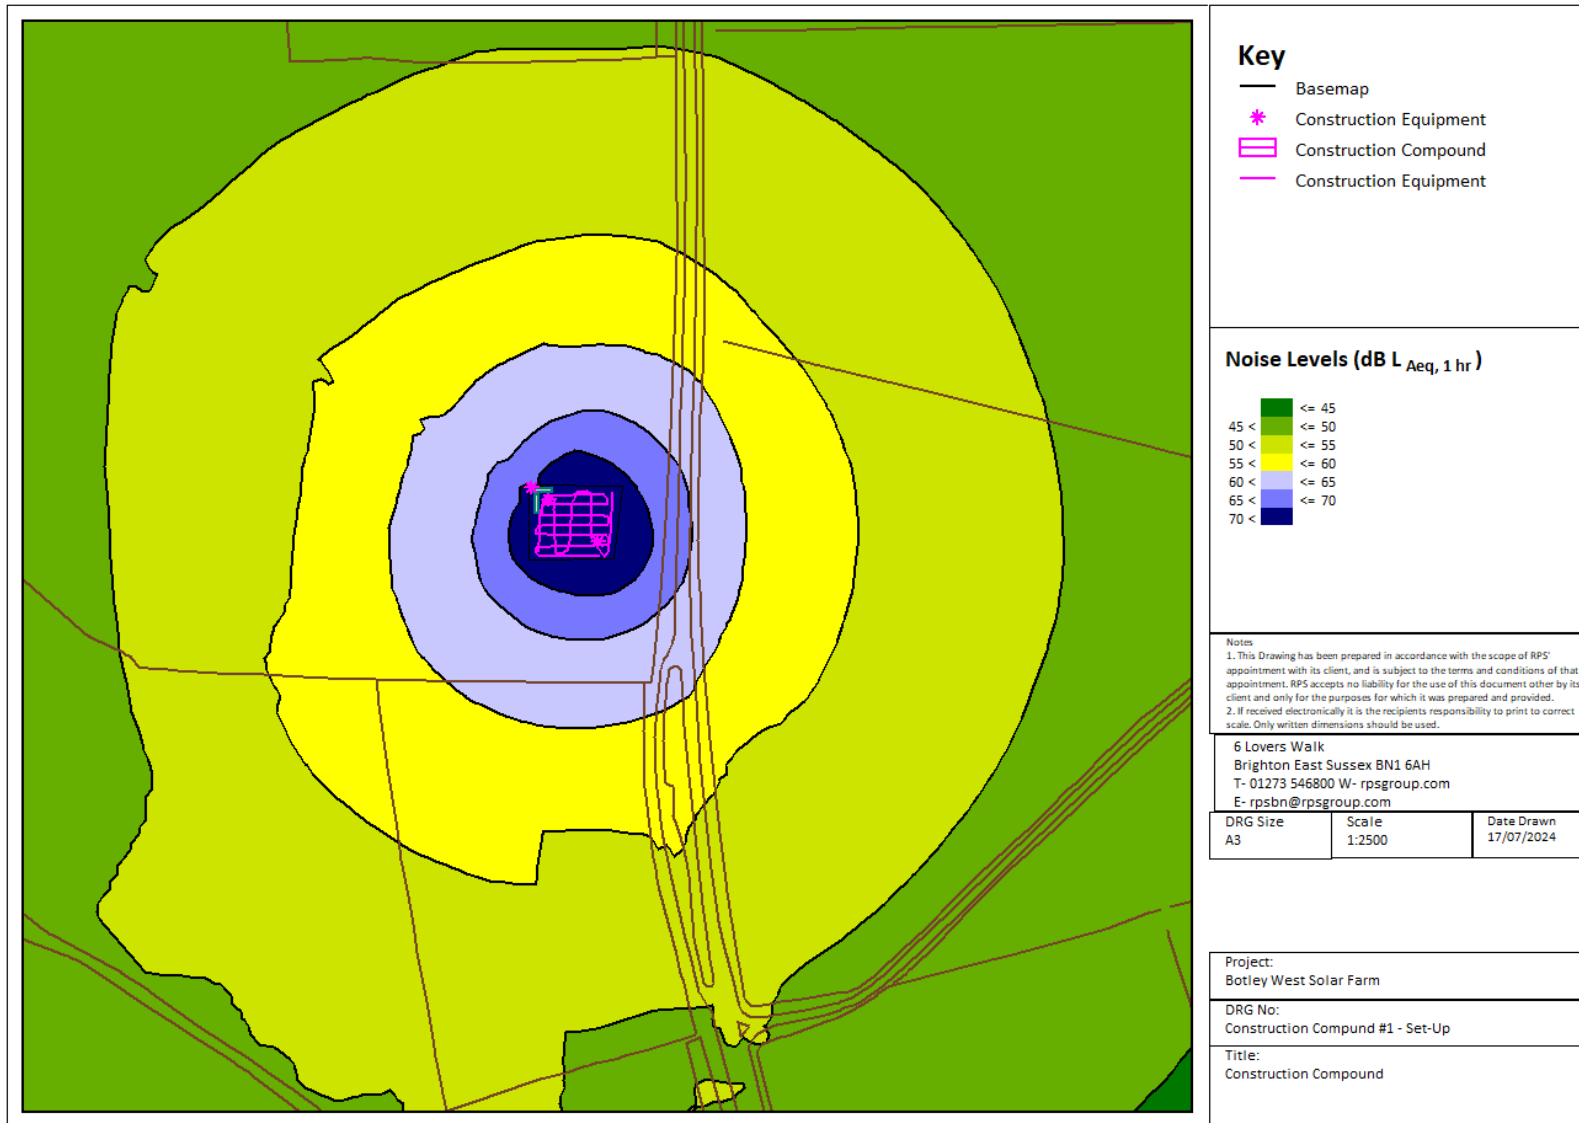 Key
Basemap
Construction Equipment
Construction Compound
Construction Equipment
Noise Levels (dB L Aeq, 1 hr )
<= 45
45 < <= 50
50 < <= 55
55 < <= 60
60 < <= 65
65 < <= 70
70 <
Notes
1. This Drawing has been prepared in accordance with the scope of RPS'
appointment with its client, and is subject to the terms and conditions of that
appointment. RPS accepts no liability for the use of this document other by its
client and only for the purposes for which it was prepared and provided.
2. If received electronically it is the recipients responsibility to print to correct
scale. Only written dimensions should be used.
6 Lovers Walk
Brighton East Sussex BN1 6AH
T- 01273 546800 W- rpsgroup.com
E- rpsbn@rpsgroup.com
DRG Size Scale Date Drawn
A3 1:2500 17/07/2024
Project:
Botley West Solar Farm
DRG No:
Construction Compund #1 - Set-Up
Title:
Construction Compound